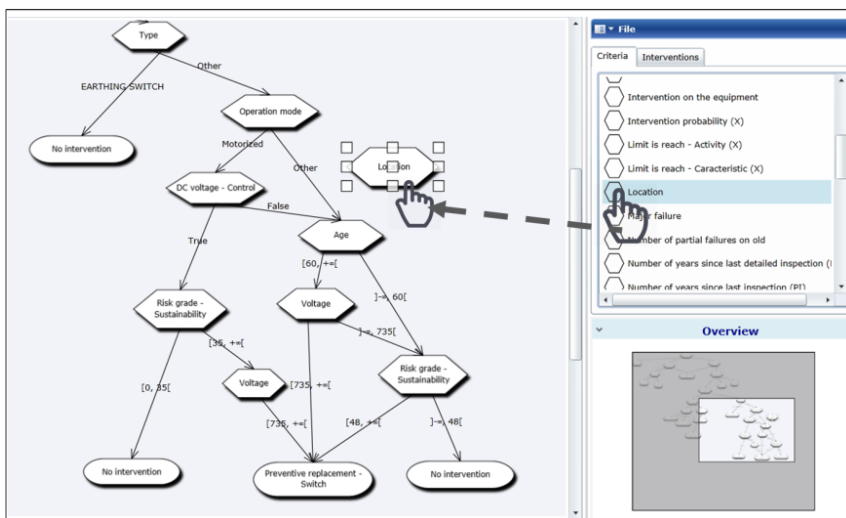 Type
Other
EARTHING SWITCH
Operation mode
No intervention
Motorized
Other
DC voltage - Control
False
True
Age
[60, +∞[
]-∞, 60[
Risk grade -
Sustainability
Voltage
]-∞, 735[
[35, +∞[
Risk grade -
Sustainability
Voltage
[0, 35[
[735, +∞[
[735, +∞[
[48, +∞[
]-∞, 48[
No intervention
Preventive replacement -
Switch
No intervention
File
Criteria
Interventions
Intervention on the equipment
Intervention probability (X)
Limit is reach - Activity (X)
Limit is reach - Caracteristic (X)
Location
Major failure
Number of partial failures on old
Number of years since last detailed inspection (
Number of years since last inspection (PI)
Overview